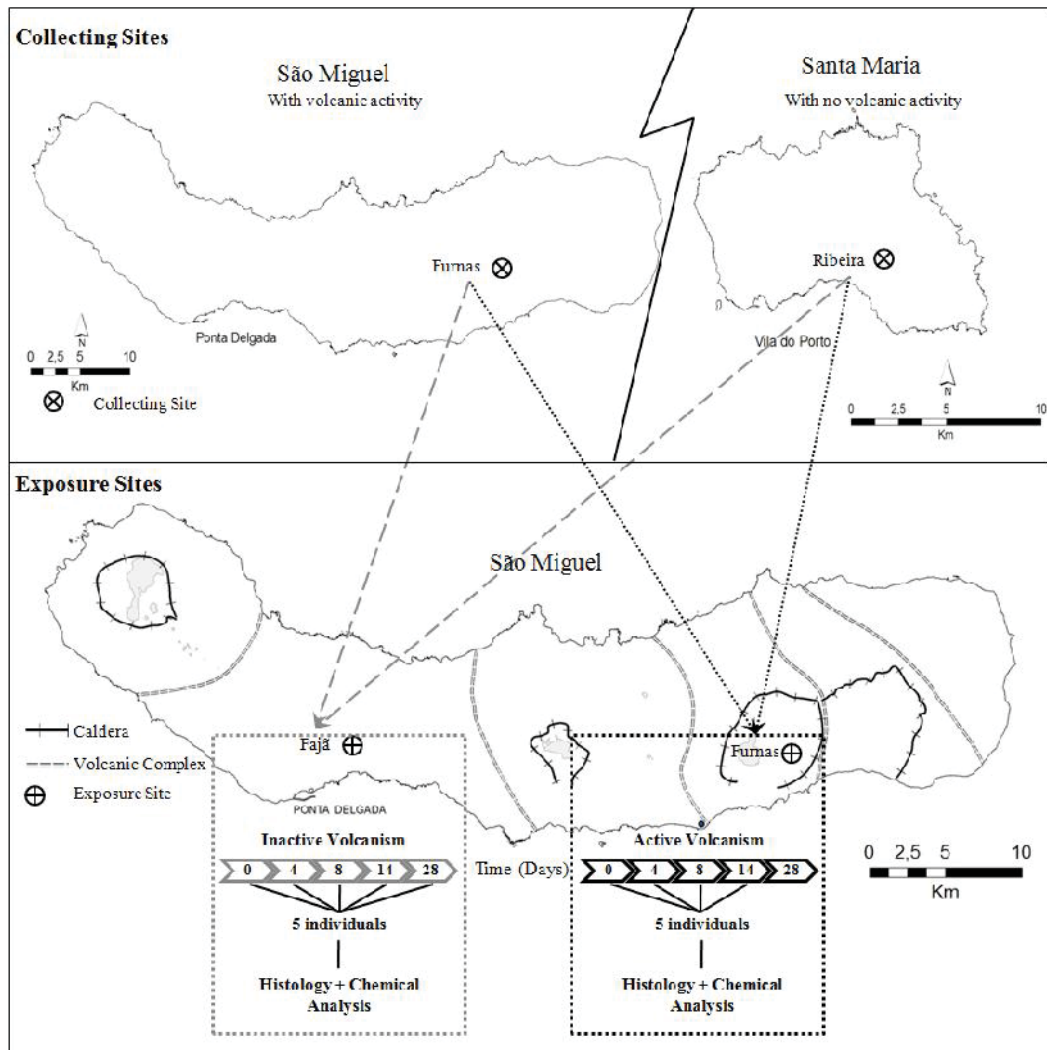 Collecting Sites
São Miguel
With volcanic activity
Santa Maria
With no volcanic activity
Furnas
Ribeira
Ponta Delgada
Vila do Porto
N
0 2,5 5 10
Km
Collecting Site
N
0 2,5 5 10
Km
Exposure Sites
São Miguel
Caldera
Volcanic Complex
Exposure Site
Fajã
Furnas
PONTA DELGADA
Inactive Volcanism
Active Volcanism
0 4 8 14 28
Time (Days)
0 4 8 14 28
5 individuals
5 individuals
Histology + Chemical
Analysis
Histology + Chemical
Analysis
0 2,5 5 10
Km